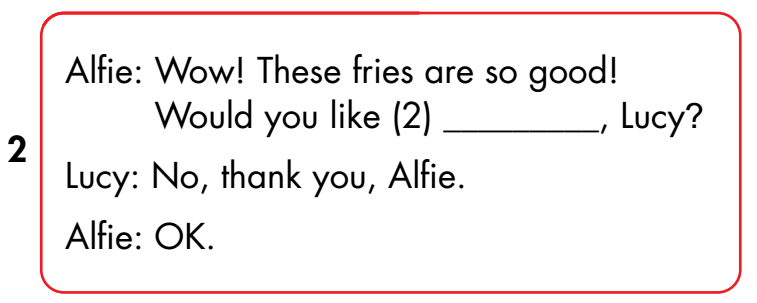 2
Alfie: Wow! These fries are so good!
Would you like (2) _________, Lucy?
Lucy: No, thank you, Alfie.
Alfie: OK.